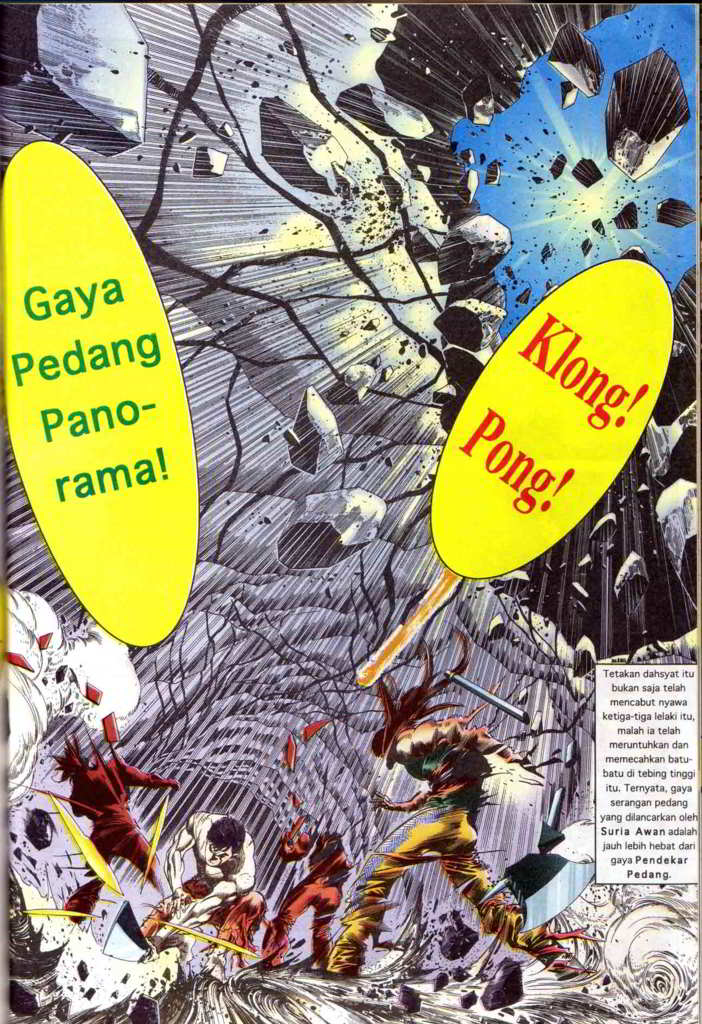 Gaya
Pedang
Pano-
rama!
Klong!
Pong!
Tetakan dahsyat itu
bukan saja telah
mencabut nyawa
ketiga-tiga lelaki itu,
malah ia telah
meruntuhkan dan
memecahkan batu-
batu di tebing tinggi
itu. Ternyata, gaya
serangan pedang
yang dilancarkan oleh
Suria Awan adalah
jauh lebih hebat dari
gaya Pendekar
Pedang.